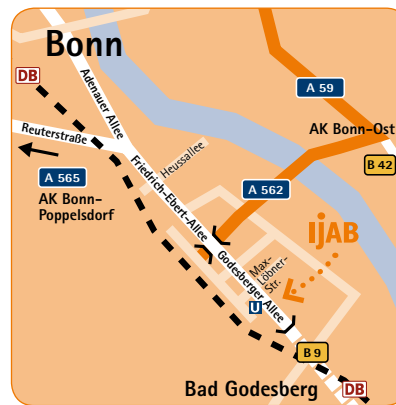 Bonn
DB
Adenauer Allee
A 59
Reuterstraße
AK Bonn-Ost
Heussallee
B 42
A 565
Friedrich-Ebert-Allee
A 562
AK Bonn-
Poppelsdorf
IjAB
Max-
Löbner-
Str.
Godesberger Allee
U
B 9
Bad Godesberg
DB